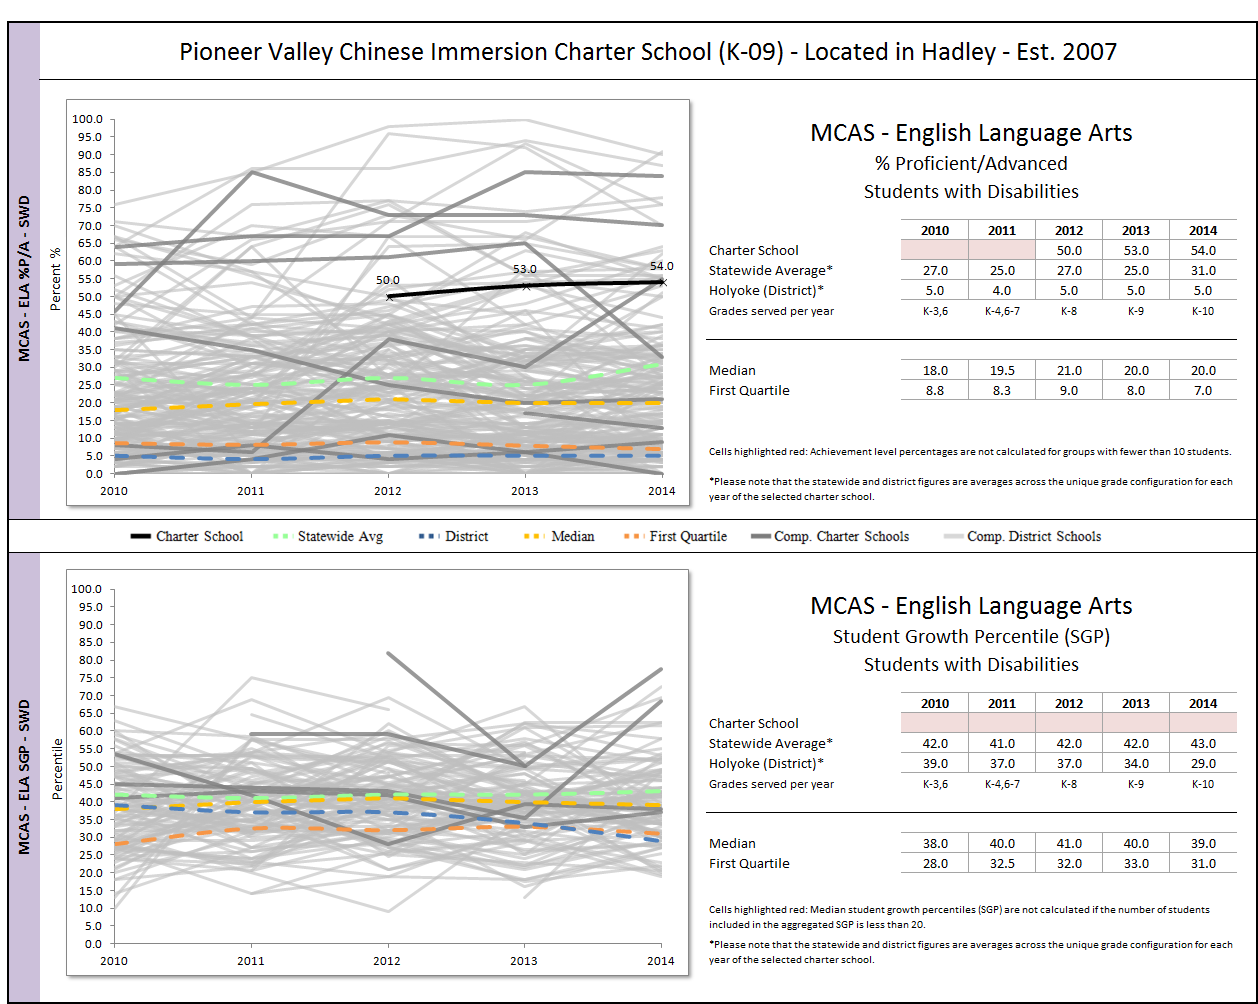 Pioneer Valley Chinese Immersion Charter School (K-09) - Located in Hadley - Est. 2007
MCAS - ELA %P/A - SWD
Percent %
100.0
95.0
90.0
85.0
80.0
75.0
70.0
65.0
60.0
55.0
50.0
45.0
40.0
35.0
30.0
25.0
20.0
15.0
10.0
5.0
0.0
50.0
53.0
54.0
2010 2011 2012 2013 2014
MCAS - English Language Arts
% Proficient/Advanced
Students with Disabilities
2010 2011 2012 2013 2014
Charter School 50.0 53.0 54.0
Statewide Average* 27.0 25.0 27.0 25.0 31.0
Holyoke (District)* 5.0 4.0 5.0 5.0 5.0
Grades served per year K-3,6 K-4,6-7 K-8 K-9 K-10
Median 18.0 19.5 21.0 20.0 20.0
First Quartile 8.8 8.3 9.0 8.0 7.0
Cells highlighted red: Achievement level percentages are not calculated for groups with fewer than 10 students.
*Please note that the statewide and district figures are averages across the unique grade configuration for each
year of the selected charter school.
Charter School Statewide Avg District Median First Quartile Comp. Charter Schools Comp. District Schools
MCAS - ELA SGP - SWD
Percentile
100.0
95.0
90.0
85.0
80.0
75.0
70.0
65.0
60.0
55.0
50.0
45.0
40.0
35.0
30.0
25.0
20.0
15.0
10.0
5.0
0.0
2010 2011 2012 2013 2014
MCAS - English Language Arts
Student Growth Percentile (SGP)
Students with Disabilities
2010 2011 2012 2013 2014
Charter School
Statewide Average* 42.0 41.0 42.0 42.0 43.0
Holyoke (District)* 39.0 37.0 37.0 34.0 29.0
Grades served per year K-3,6 K-4,6-7 K-8 K-9 K-10
Median 38.0 40.0 41.0 40.0 39.0
First Quartile 28.0 32.5 32.0 33.0 31.0
Cells highlighted red: Median student growth percentiles (SGP) are not calculated if the number of students
included in the aggregated SGP is less than 20.
*Please note that the statewide and district figures are averages across the unique grade configuration for each
year of the selected charter school.